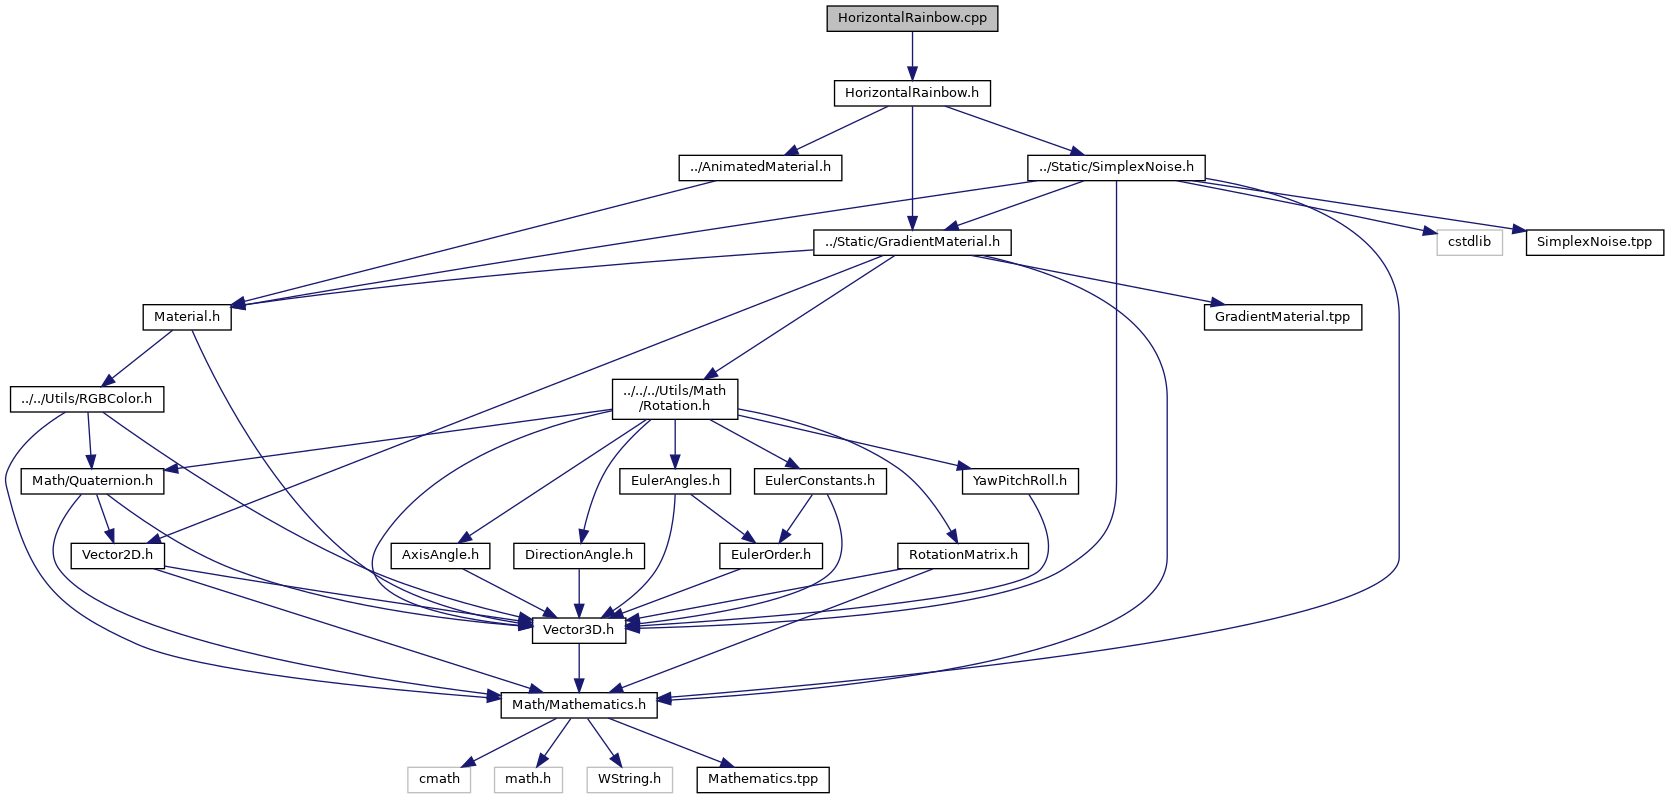 HorizontalRainbow.cpp
HorizontalRainbow.h
../AnimatedMaterial.h
../Static/SimplexNoise.h
../Static/GradientMaterial.h
cstdlib
SimplexNoise.tpp
Material.h
GradientMaterial.tpp
../../Utils/RGBColor.h
../../../Utils/Math
/Rotation.h
Math/Quaternion.h
EulerAngles.h
EulerConstants.h
YawPitchRoll.h
Vector2D.h
AxisAngle.h
DirectionAngle.h
EulerOrder.h
RotationMatrix.h
Vector3D.h
Math/Mathematics.h
cmath
math.h
WString.h
Mathematics.tpp